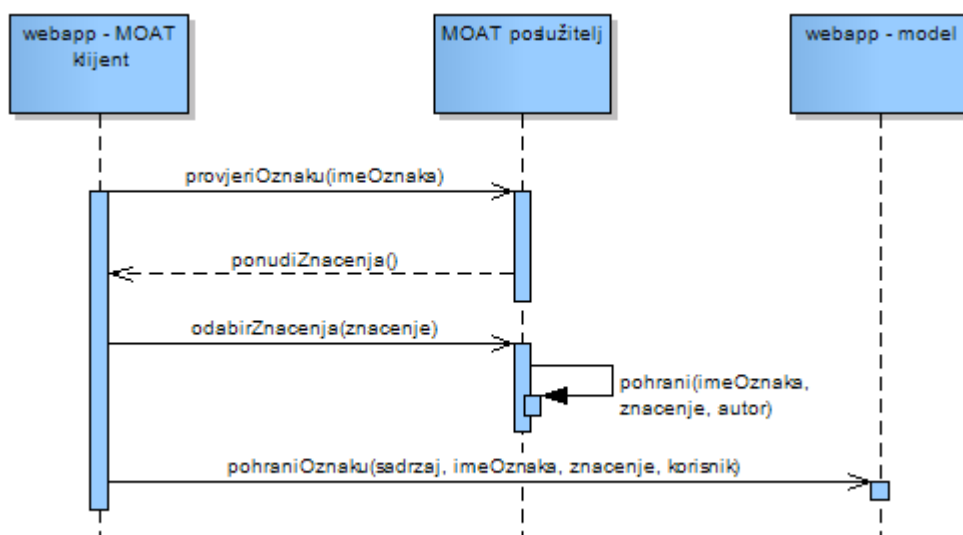 webapp - MOAT
klijent
MOAT poslužitelj
webapp - model
provjeriOznaku(imeOznaka)
ponudiZnacenja()
odabirZnacenja(znacenje)
pohrani(imeOznaka,
znacenje, autor)
pohraniOznaku(sadrzaj, imeOznaka, znacenje, korisnik)